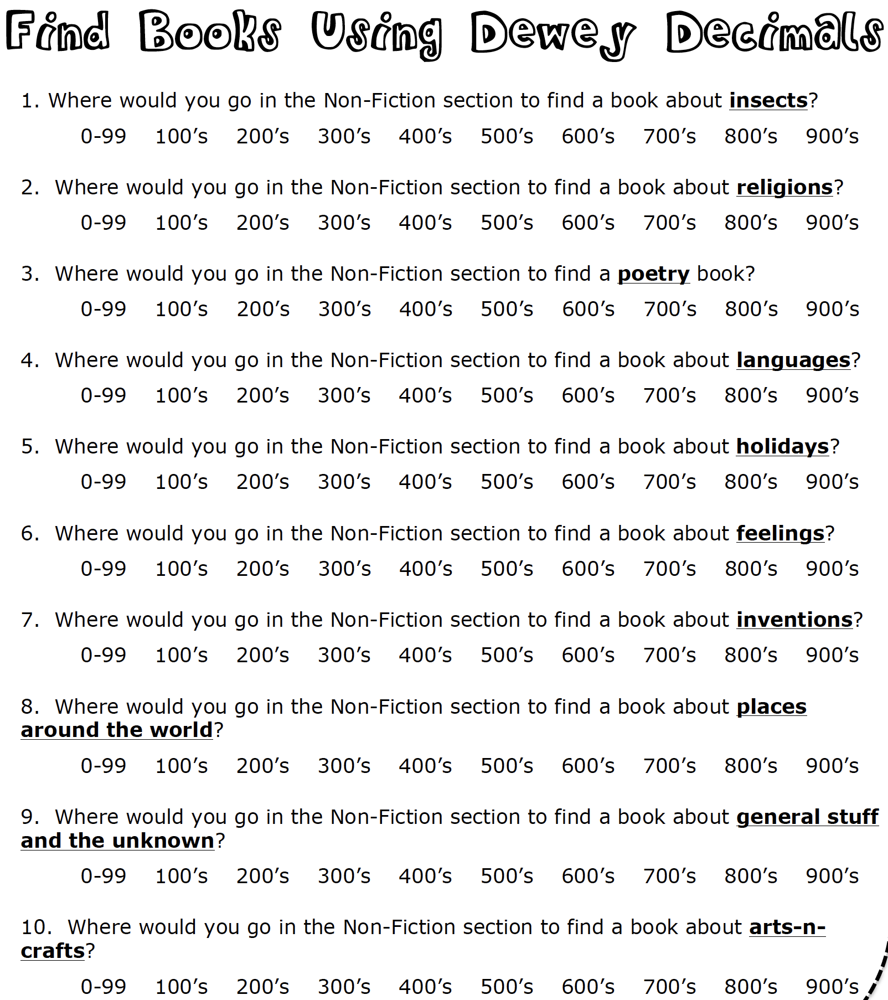 Find Books Using Dewey Decimals
1. Where would you go in the Non-Fiction section to find a book about insects?
0-99 100’s 200’s 300’s 400’s 500’s 600’s 700’s 800’s 900’s
2. Where would you go in the Non-Fiction section to find a book about religions?
0-99 100’s 200’s 300’s 400’s 500’s 600’s 700’s 800’s 900’s
3. Where would you go in the Non-Fiction section to find a poetry book?
0-99 100’s 200’s 300’s 400’s 500’s 600’s 700’s 800’s 900’s
4. Where would you go in the Non-Fiction section to find a book about languages?
0-99 100’s 200’s 300’s 400’s 500’s 600’s 700’s 800’s 900’s
5. Where would you go in the Non-Fiction section to find a book about holidays?
0-99 100’s 200’s 300’s 400’s 500’s 600’s 700’s 800’s 900’s
6. Where would you go in the Non-Fiction section to find a book about feelings?
0-99 100’s 200’s 300’s 400’s 500’s 600’s 700’s 800’s 900’s
7. Where would you go in the Non-Fiction section to find a book about inventions?
0-99 100’s 200’s 300’s 400’s 500’s 600’s 700’s 800’s 900’s
8. Where would you go in the Non-Fiction section to find a book about places
around the world?
0-99 100’s 200’s 300’s 400’s 500’s 600’s 700’s 800’s 900’s
9. Where would you go in the Non-Fiction section to find a book about general stuff
and the unknown?
0-99 100’s 200’s 300’s 400’s 500’s 600’s 700’s 800’s 900’s
10. Where would you go in the Non-Fiction section to find a book about arts-n-
crafts?
0-99 100’s 200’s 300’s 400’s 500’s 600’s 700’s 800’s 900’s